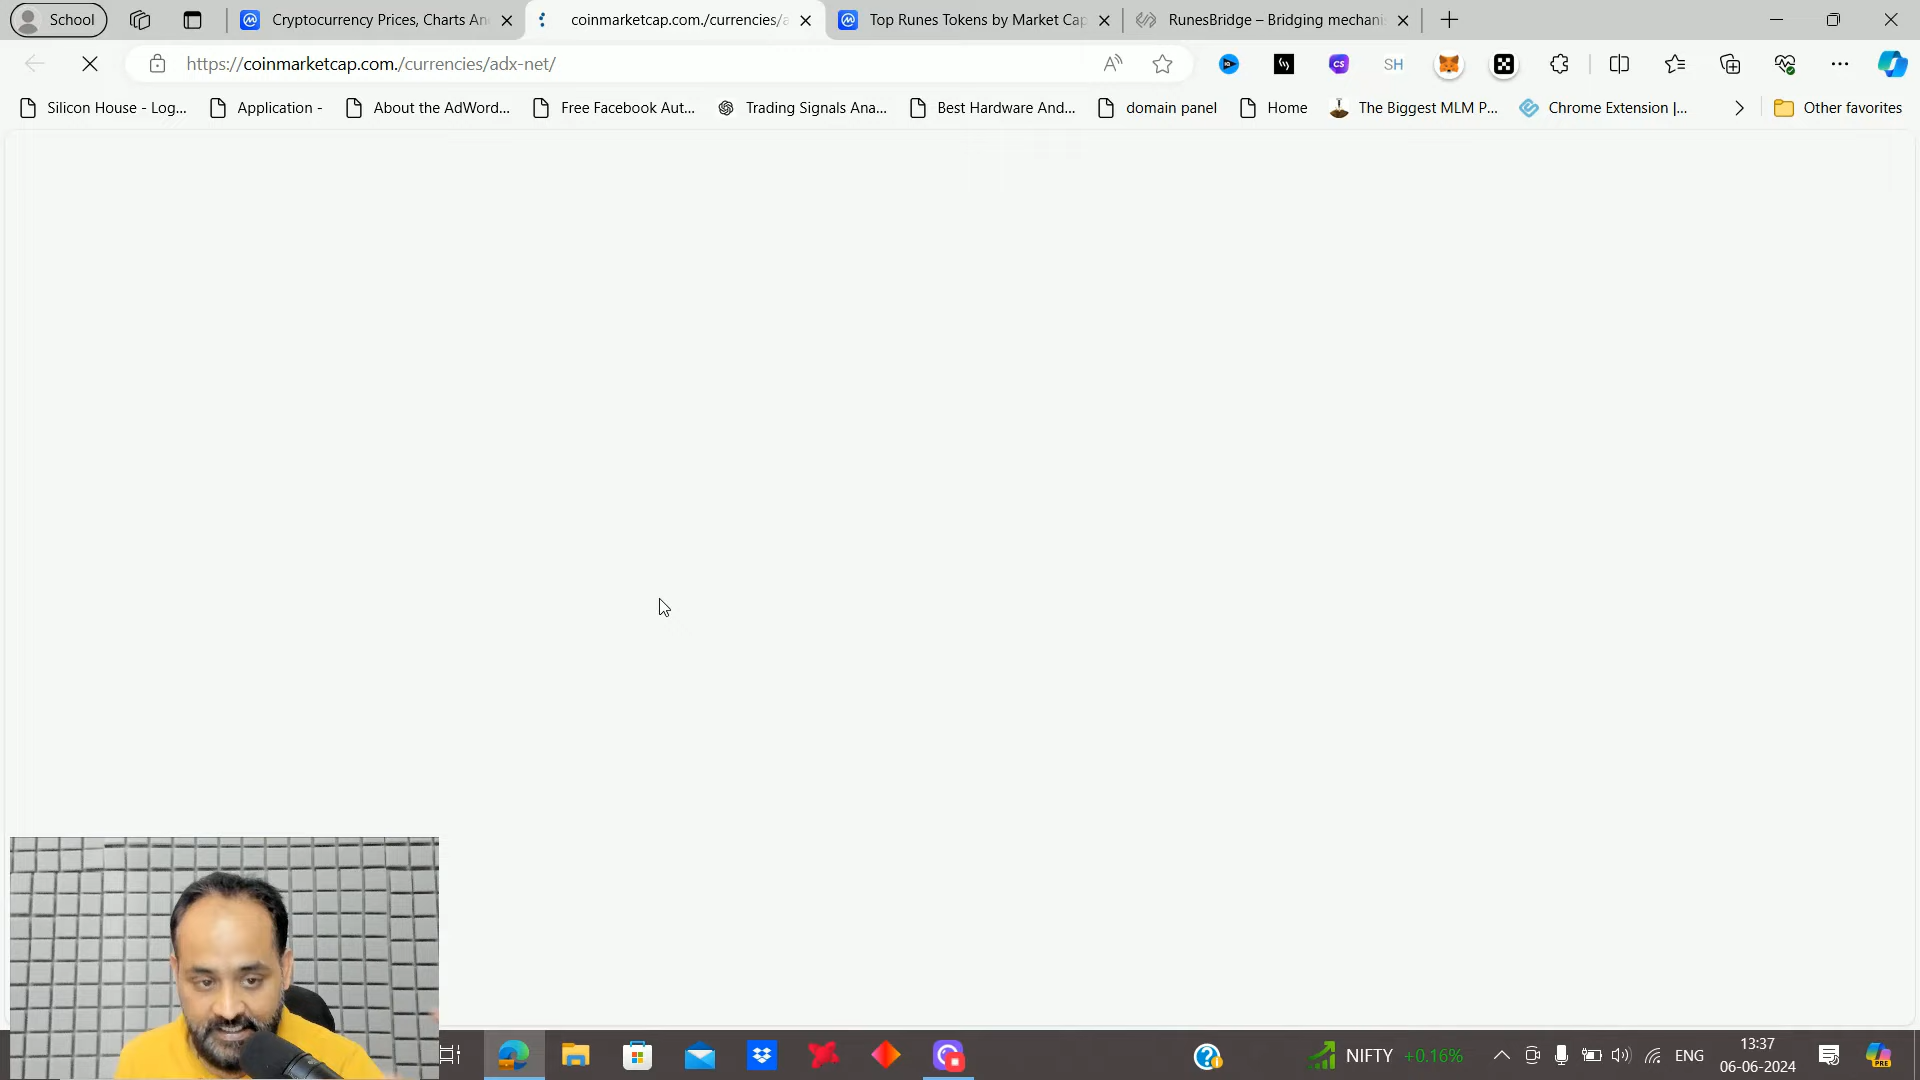 School
Cryptocurrency Prices, Charts An
coinmarketcap.com./currencies/a
Top Runes Tokens by Market Cap
RunesBridge – Bridging mechani
https://coinmarketcap.com./currencies/adx-net/
CS
SH
Silicon House - Log...
Application -
About the AdWord...
Free Facebook Aut...
Trading Signals Ana...
Best Hardware And...
domain panel
Home
The Biggest MLM P...
Chrome Extension |...
Other favorites
NIFTY +0.16%
ENG
13:37
06-06-2024
PRE